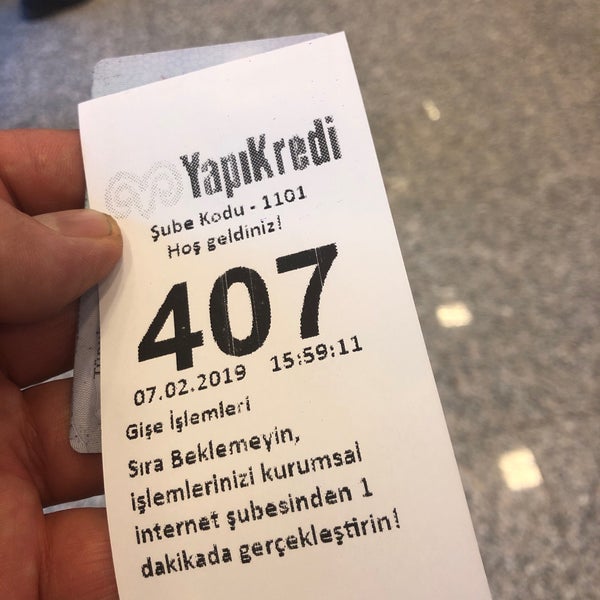 YapıKredi
Şube Kodu - 1101
Hoş geldiniz!
407
07.02.2019 15:59:11
Gişe İşlemleri
Sıra Beklemeyin,
işlemlerinizi kurumsal
internet şubesinden 1
dakikada gerçekleştirin!